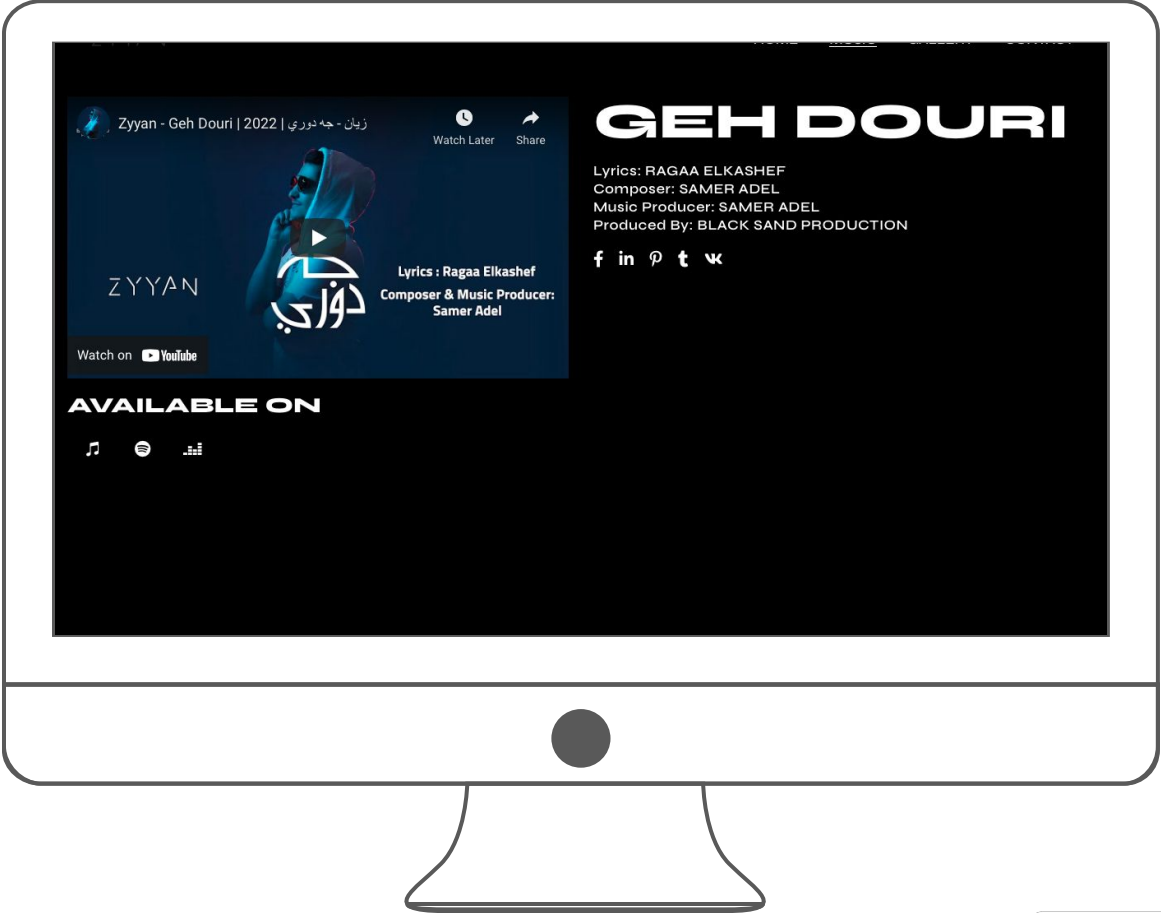 MUSIC
Zyyan - Geh Douri | 2022 | زيان - جه دوري
Watch Later
Share
ZYYAN
جه
دوري
Lyrics : Ragaa Elkashef
Composer & Music Producer:
Samer Adel
Watch on YouTube
AVAILABLE ON
GEH DOURI
Lyrics: RAGAA ELKASHEF
Composer: SAMER ADEL
Music Producer: SAMER ADEL
Produced By: BLACK SAND PRODUCTION